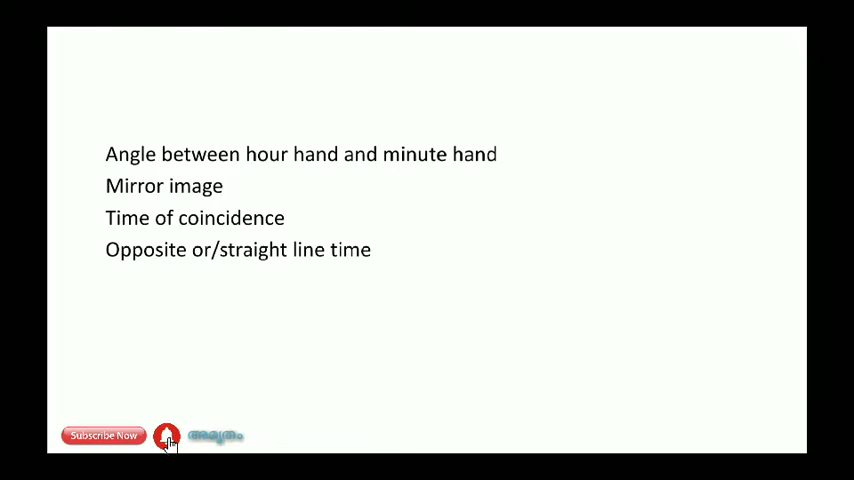 Angle between hour hand and minute hand
Mirror image
Time of coincidence
Opposite or/straight line time
Subscribe Now
അമൃതം